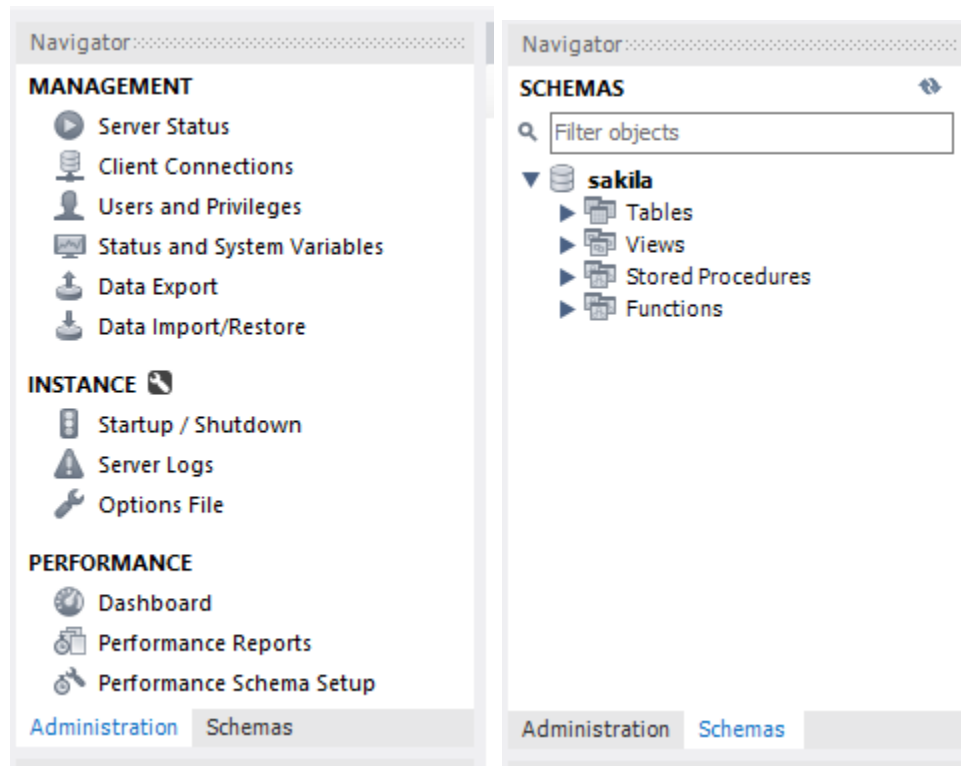 Navigator
MANAGEMENT
Server Status
Client Connections
Users and Privileges
Status and System Variables
Data Export
Data Import/Restore
INSTANCE
Startup / Shutdown
Server Logs
Options File
PERFORMANCE
Dashboard
Performance Reports
Performance Schema Setup
Administration Schemas
Navigator
SCHEMAS
Filter objects
sakila
Tables
Views
Stored Procedures
Functions
Administration Schemas